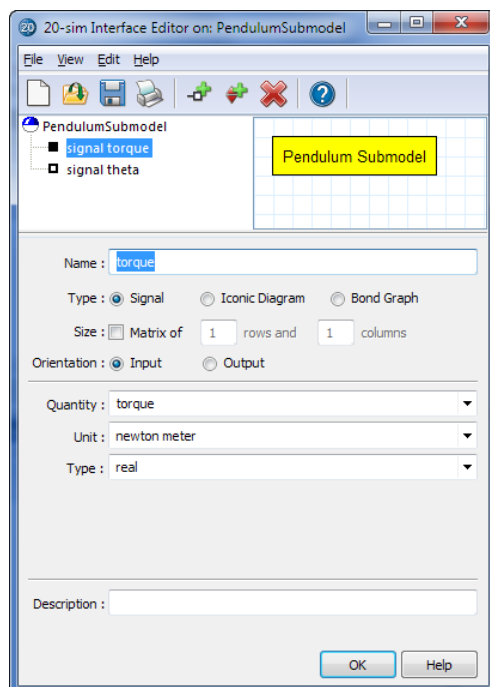 20 20-sim Interface Editor on: PendulumSubmodel
File View Edit Help
PendulumSubmodel
signal torque
signal theta
Pendulum Submodel
Name : torque
Type : Signal Iconic Diagram Bond Graph
Size : Matrix of 1 rows and 1 columns
Orientation : Input Output
Quantity : torque
Unit : newton meter
Type : real
Description :
OK Help